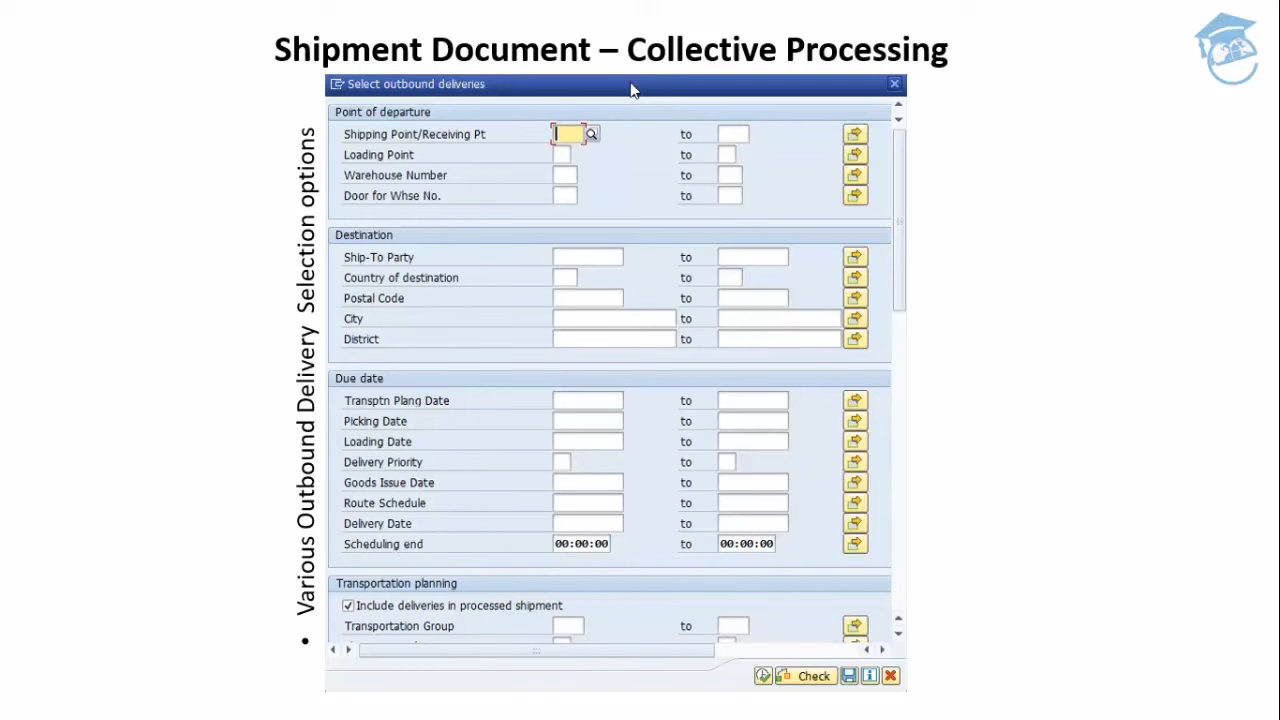 Shipment Document – Collective Processing
• Various Outbound Delivery Selection options
Select outbound deliveries
Point of departure
Shipping Point/Receiving Pt to
Loading Point to
Warehouse Number to
Door for Whse No. to
Destination
Ship-To Party to
Country of destination to
Postal Code to
City to
District to
Due date
Transptn Plang Date to
Picking Date to
Loading Date to
Delivery Priority to
Goods Issue Date to
Route Schedule to
Delivery Date to
Scheduling end 00:00:00 to 00:00:00
Transportation planning
Include deliveries in processed shipment
Transportation Group to
Check